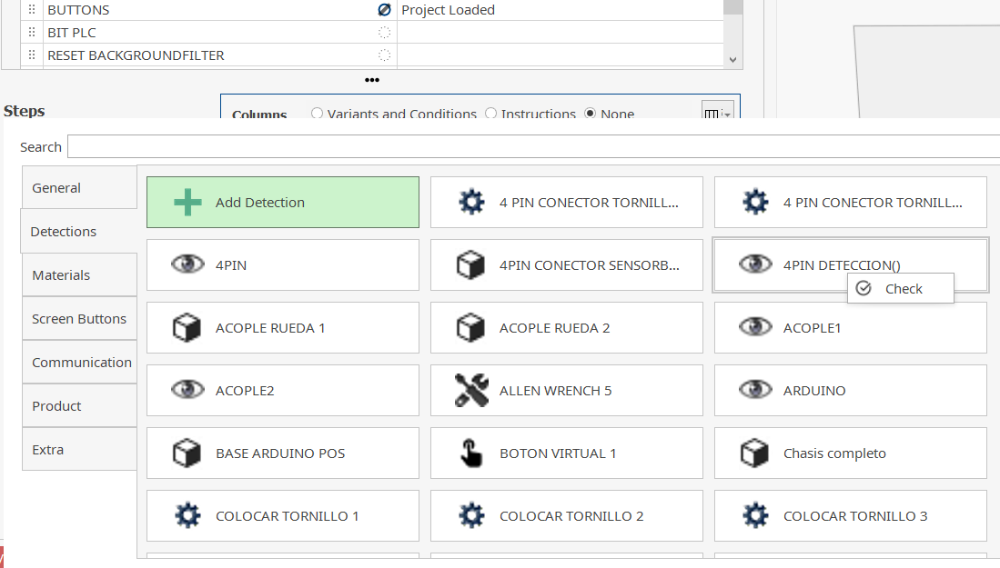 BUTTONS Project Loaded
BIT PLC
RESET BACKGROUNDFILTER
Steps
Columns Variants and Conditions Instructions None
Search
General
Detections
Materials
Screen Buttons
Communication
Product
Extra
Add Detection 4 PIN CONECTOR TORNILL... 4 PIN CONECTOR TORNILL...
4PIN 4PIN CONECTOR SENSORB... 4PIN DETECCION()
Check
ACOPLE RUEDA 1 ACOPLE RUEDA 2 ACOPLE1
ACOPLE2 ALLEN WRENCH 5 ARDUINO
BASE ARDUINO POS BOTON VIRTUAL 1 Chasis completo
COLOCAR TORNILLO 1 COLOCAR TORNILLO 2 COLOCAR TORNILLO 3